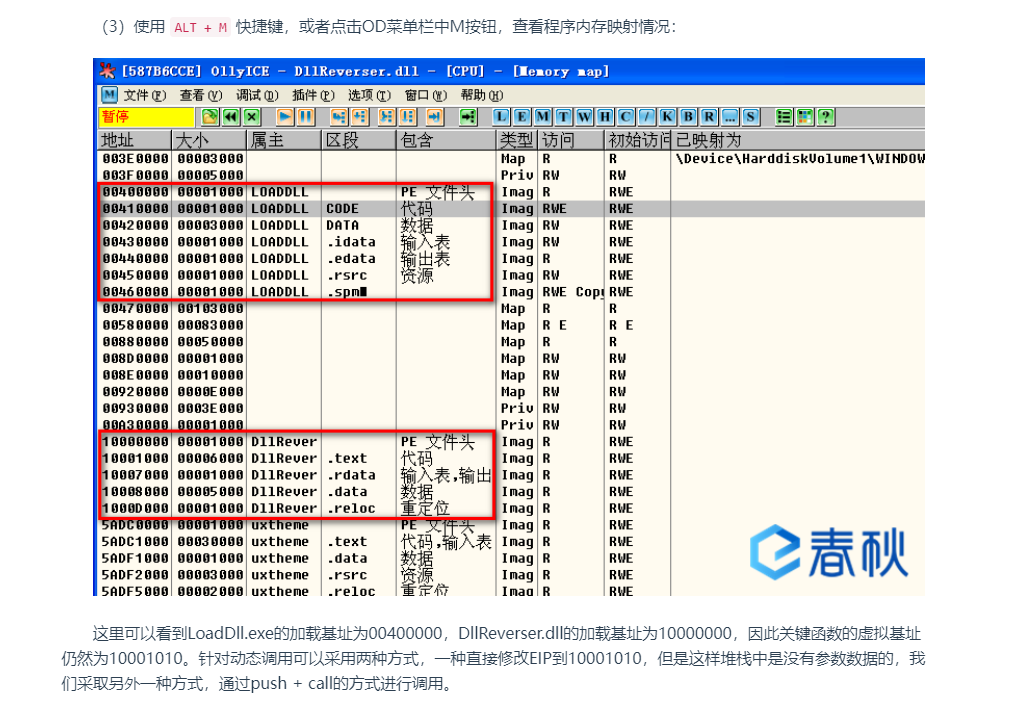 （3）使用 ALT + M 快捷键，或者点击OD菜单栏中M按钮，查看程序内存映射情况：
[587B6CCE] OllyICE - DllReverser.dll - [CPU] - [Memory map]
M 文件(F) 查看(V) 调试(D) 插件(P) 选项(T) 窗口(W) 帮助(H)
暂停 L E M T W H C / K B R ... S ?
地址 大小 属主 区段 包含 类型 访问 初始访问 已映射为
003E0000 00003000 Map R R \Device\HarddiskVolume1\WINDOW
003F0000 00005000 Priv RW RW
00400000 00001000 LOADDLL PE 文件头 Imag R RWE
00410000 00001000 LOADDLL CODE 代码 Imag RWE RWE
00420000 00003000 LOADDLL DATA 数据 Imag RW RWE
00430000 00001000 LOADDLL .idata 输入表 Imag RW RWE
00440000 00001000 LOADDLL .edata 输出表 Imag R RWE
00450000 00001000 LOADDLL .rsrc 资源 Imag RW RWE
00460000 00001000 LOADDLL .spm Imag RWE Cop RWE
00470000 00103000 Map R R
00580000 00083000 Map R E R E
00880000 00050000 Map R R
008D0000 00001000 Map RW RW
008E0000 00010000 Map RW RW
00920000 0000E000 Map RW RW
00930000 0003E000 Priv RW RW
00A30000 00001000 Priv RW RW
10000000 00001000 DllRever PE 文件头 Imag R RWE
10001000 00006000 DllRever .text 代码 Imag R RWE
10007000 00001000 DllRever .rdata 输入表,输出 Imag R RWE
10008000 00005000 DllRever .data 数据 Imag R RWE
1000D000 00001000 DllRever .reloc 重定位 Imag R RWE
5ADC0000 00001000 uxtheme PE 文件头 Imag R RWE
5ADC1000 00030000 uxtheme .text 代码,输入表 Imag R RWE
5ADF1000 00001000 uxtheme .data 数据 Imag R RWE
5ADF2000 00003000 uxtheme .rsrc 资源 Imag R RWE
5ADF5000 00002000 uxtheme .reloc 重定位 Imag R RWE
春秋
这里可以看到LoadDll.exe的加载基址为00400000，DllReverser.dll的加载基址为10000000，因此关键函数的虚拟基址
仍然为10001010。针对动态调用可以采用两种方式，一种直接修改EIP到10001010，但是这样堆栈中是没有参数数据的，我
们采取另外一种方式，通过push + call的方式进行调用。